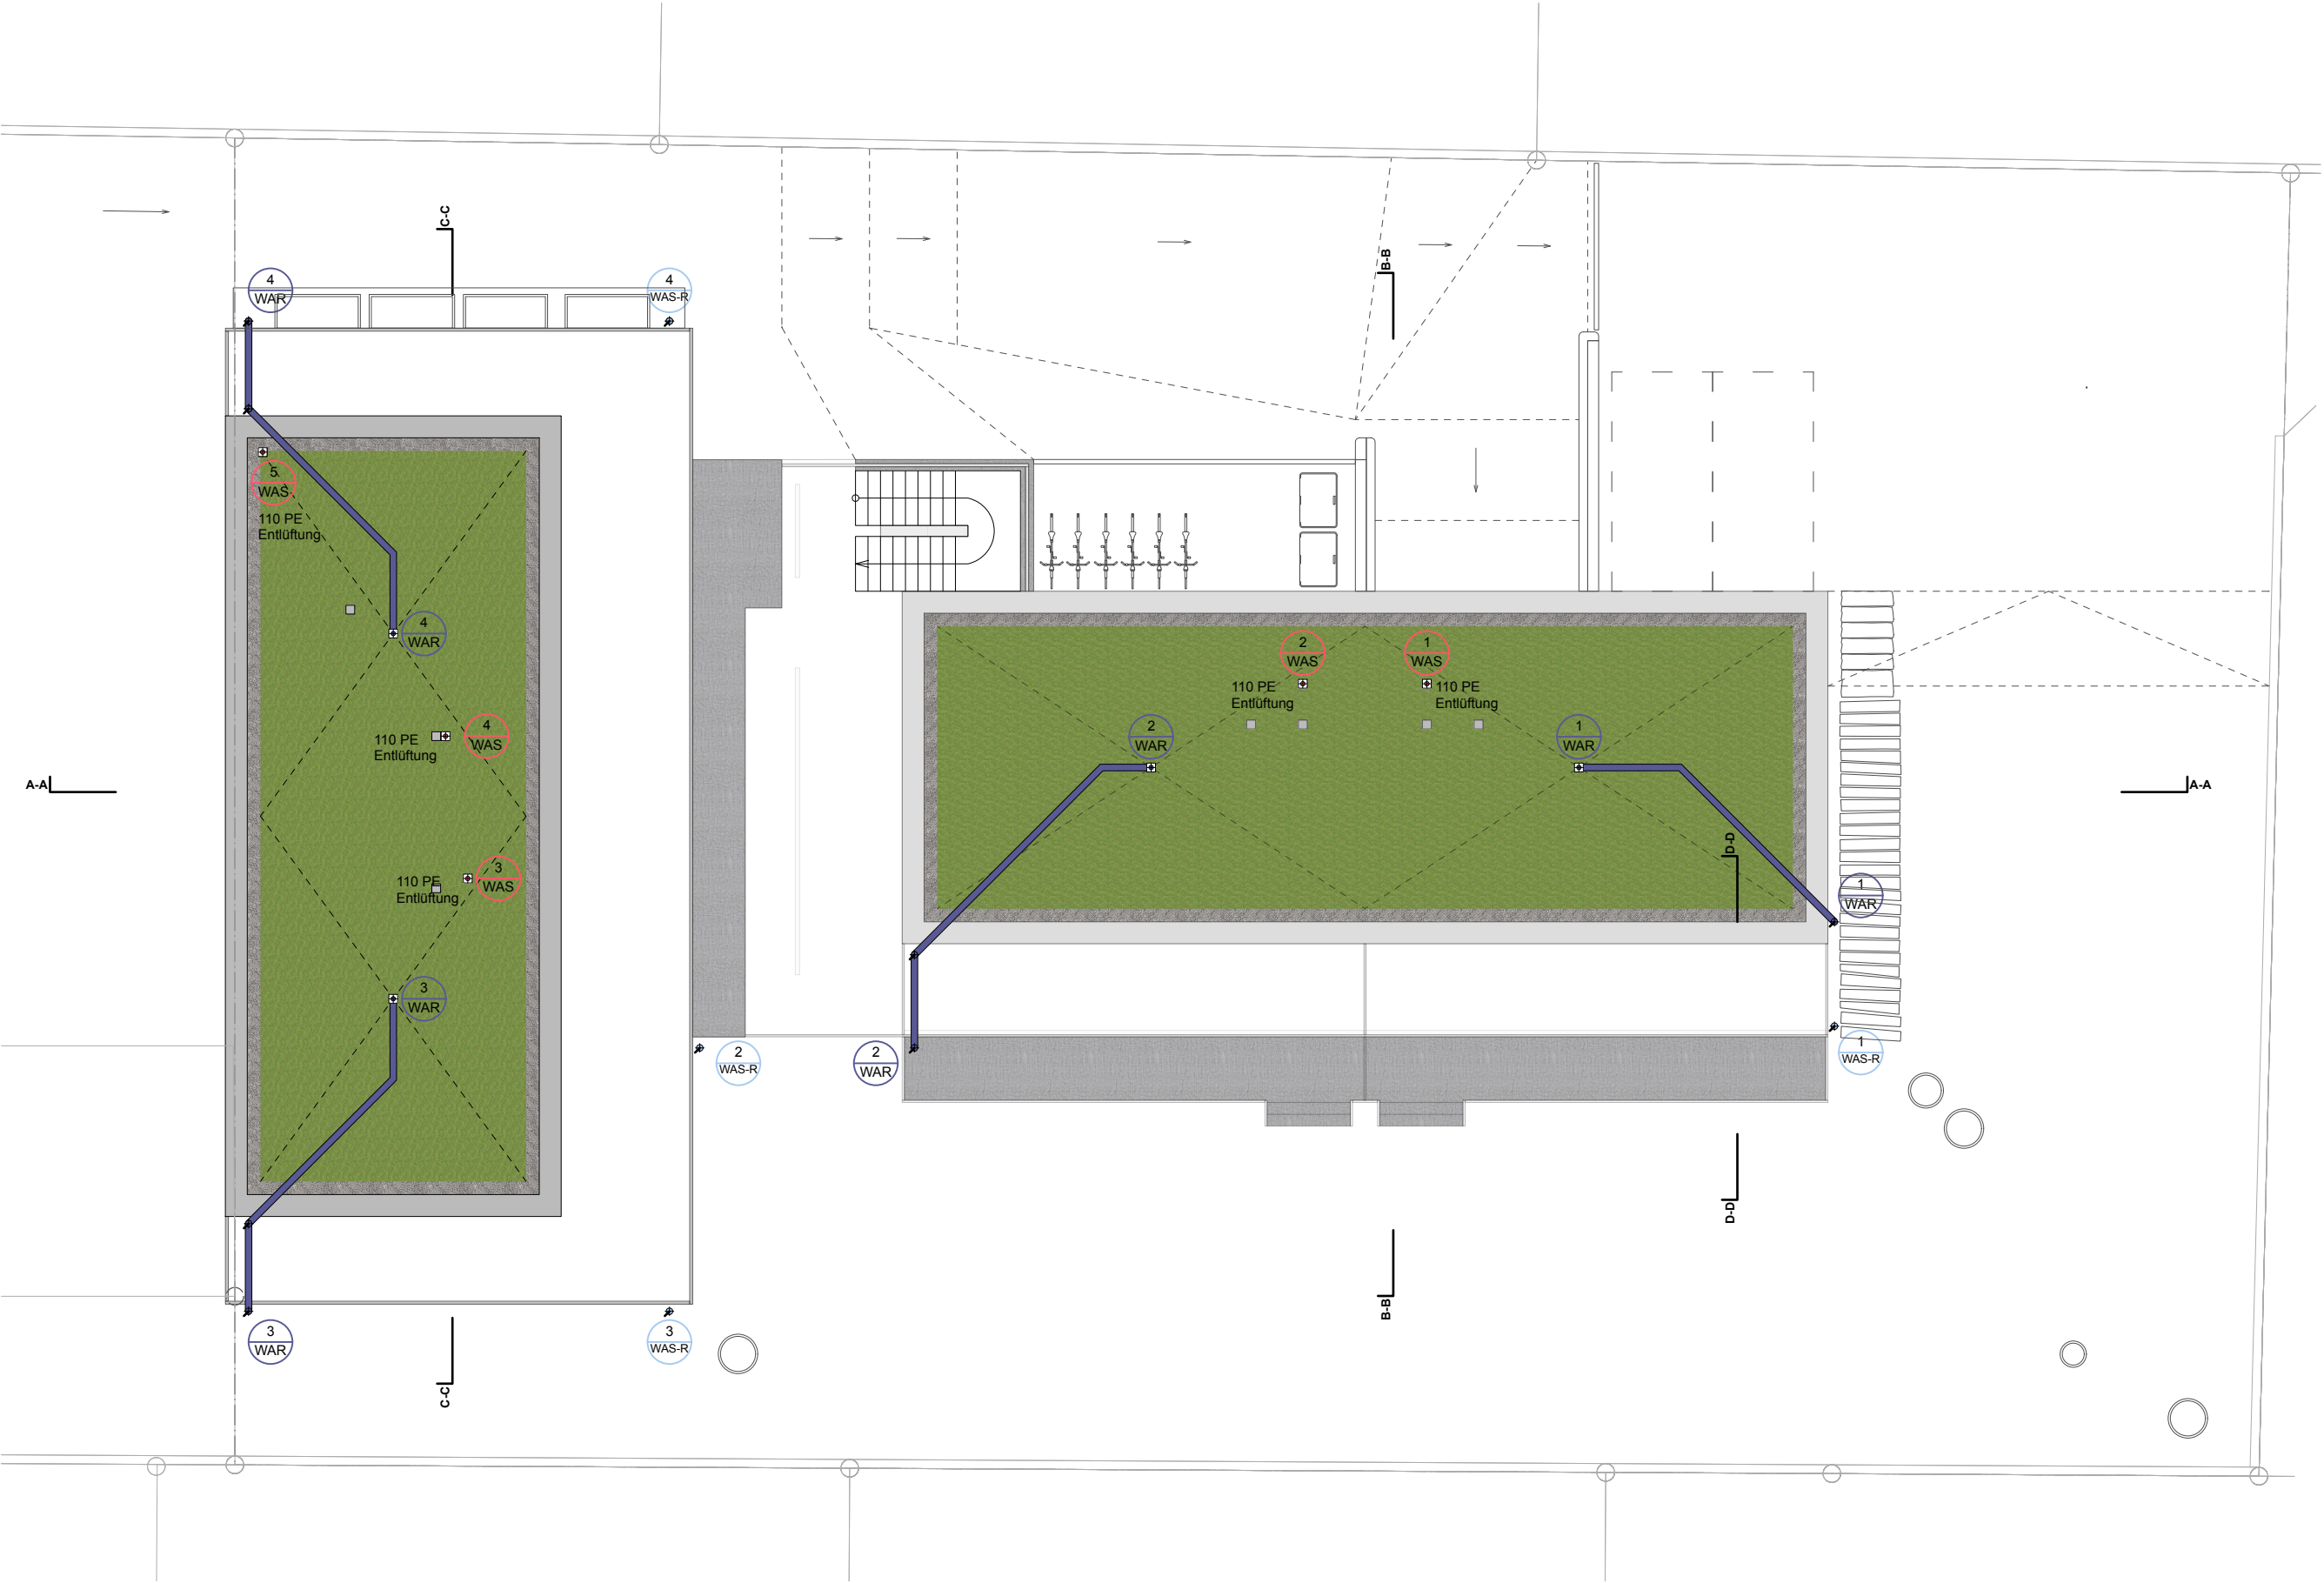 C-C
B-B
4
WAR
4
WAS-R
5
WAS
110 PE
Entlüftung
4
WAR
2
WAS
1
WAS
110 PE
Entlüftung
110 PE
Entlüftung
4
WAS
110 PE
Entlüftung
2
WAR
1
WAR
A-A
A-A
D-D
3
WAS
110 PE
Entlüftung
1
WAR
3
WAR
2
WAS-R
2
WAR
1
WAS-R
D-D
B-B
3
WAR
3
WAS-R
C-C